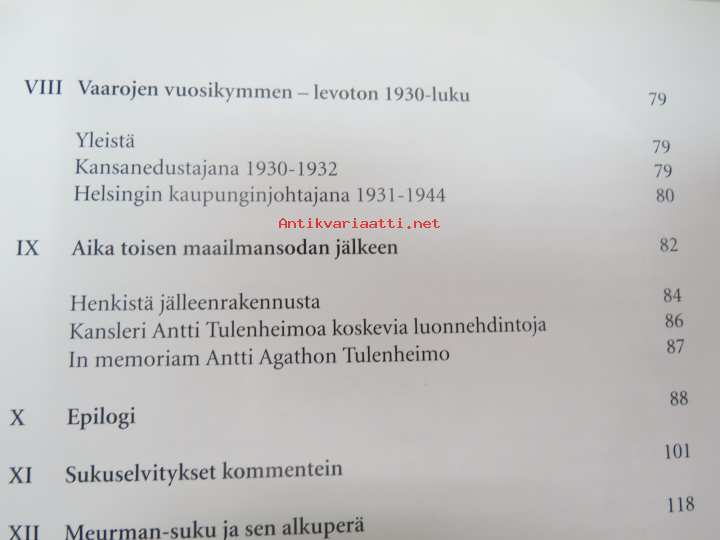 VIII Vaarojen vuosikymmen – levoton 1930-luku 79
Yleistä 79
Kansanedustajana 1930-1932 79
Helsingin kaupunginjohtajana 1931-1944 80
Antikvariaatti.net
IX Aika toisen maailmansodan jälkeen 82
Henkistä jälleenrakennusta 84
Kansleri Antti Tulenheimoa koskevia luonnehdintoja 86
In memoriam Antti Agathon Tulenheimo 87
X Epilogi 88
XI Sukuselvitykset kommentein 101
XII Meurman-suku ja sen alkuperä 118